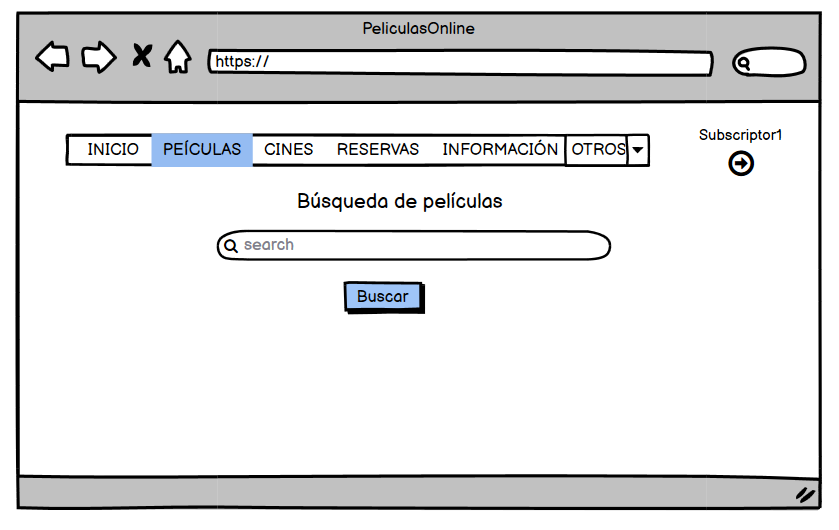 PeliculasOnline
https://
INICIO PEÍCULAS CINES RESERVAS INFORMACIÓN OTROS
Subscriptor1
Búsqueda de películas
search
Buscar